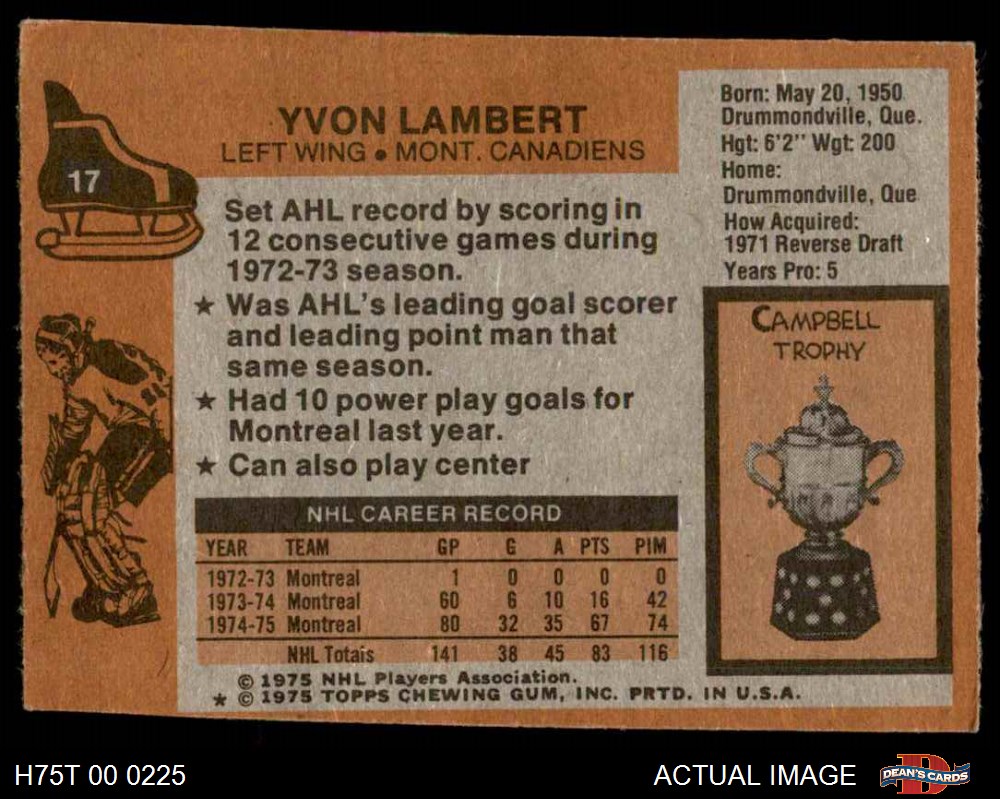 17
YVON LAMBERT
LEFT WING • MONT. CANADIENS
Born: May 20, 1950
Drummondville, Que.
Hgt: 6'2" Wgt: 200
Home:
Drummondville, Que
How Acquired:
1971 Reverse Draft
Years Pro: 5
Set AHL record by scoring in
12 consecutive games during
1972-73 season.
★ Was AHL's leading goal scorer
and leading point man that
same season.
★ Had 10 power play goals for
Montreal last year.
★ Can also play center
CAMPBELL
TROPHY
NHL CAREER RECORD
YEAR TEAM GP G A PTS PIM
1972-73 Montreal 1 0 0 0 0
1973-74 Montreal 60 6 10 16 42
1974-75 Montreal 80 32 35 67 74
NHL Totals 141 38 45 83 116
© 1975 NHL Players Association.
★ © 1975 TOPPS CHEWING GUM, INC. PRTD. IN U.S.A.
H75T 00 0225
ACTUAL IMAGE
D
DEAN'S CARDS